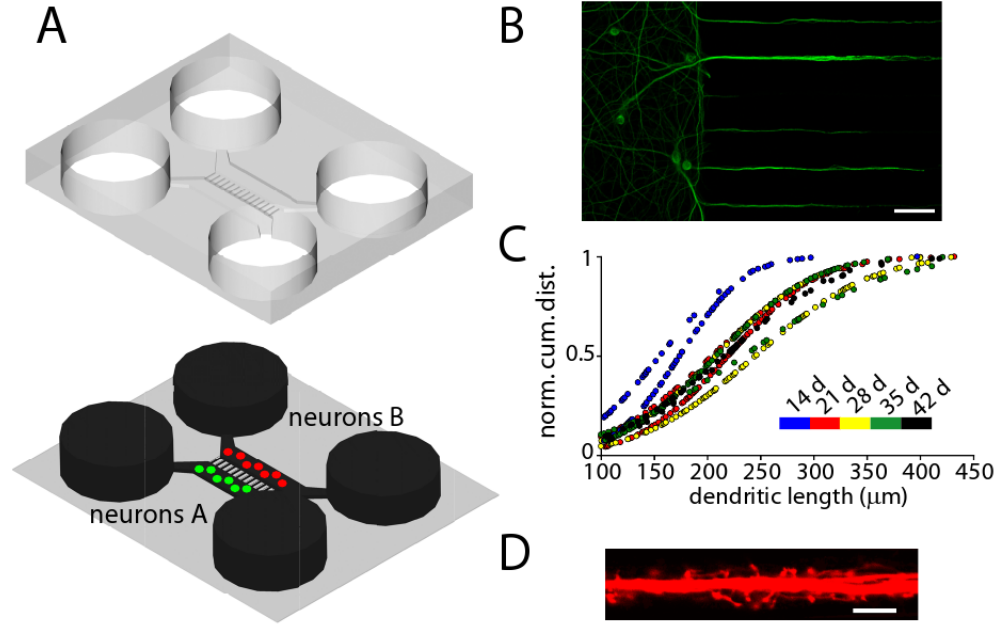 A
neurons B
neurons A
B
C
norm. cum. dist.
1
0.5
0
100 150 200 250 300 350 400 450
dendritic length (μm)
14 d
21 d
28 d
35 d
42 d
D